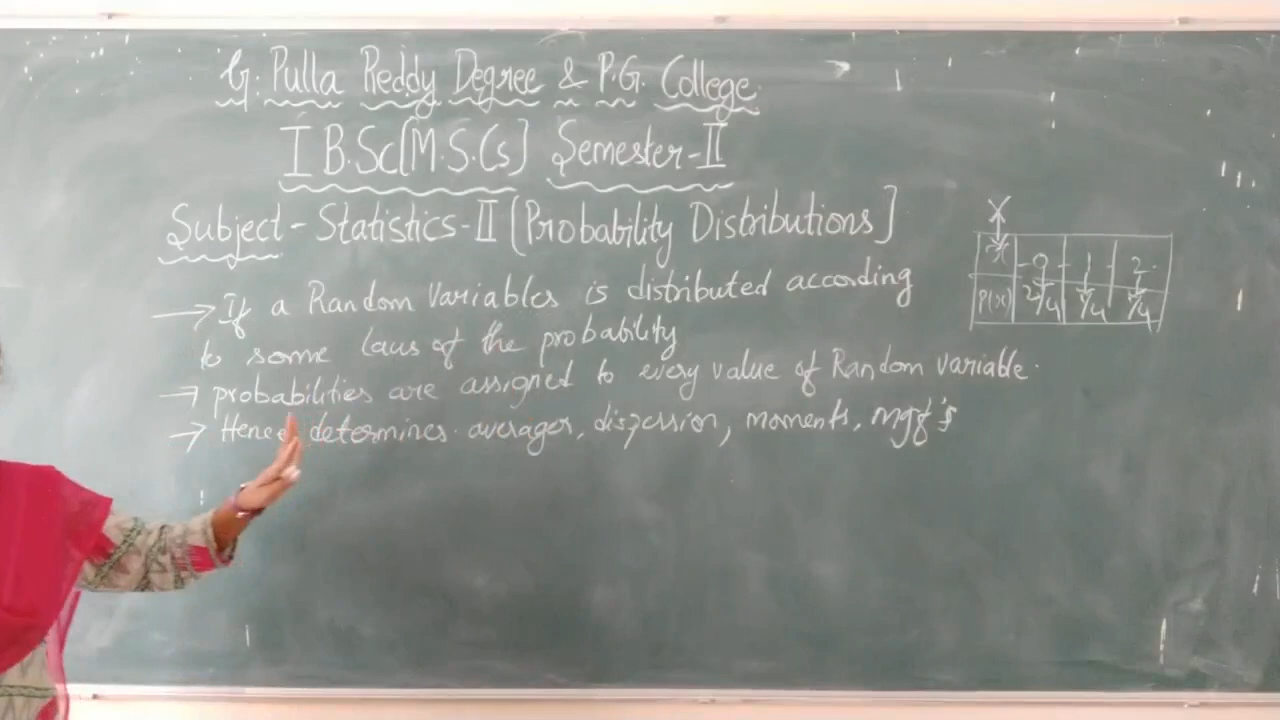 G. Pulla Reddy Degree & P.G. College.
I B.Sc[M.S.Cs] Semester-II
Subject - Statistics-II [Probability Distributions]
→ If a Random Variables is distributed according
to some laws of the probability
→ probabilities are assigned to every value of Random variable.
→ Hence determines averages, dispersion, moments, mgf's
X
x 0 1 2
P(x) 2/4 1/4 1/4